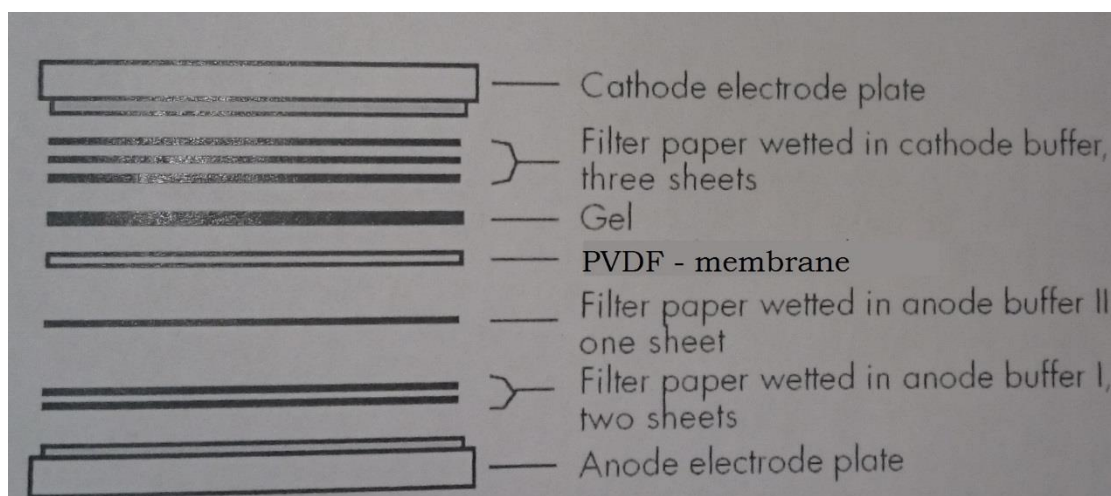 Cathode electrode plate
Filter paper wetted in cathode buffer,
three sheets
Gel
PVDF - membrane
Filter paper wetted in anode buffer II
one sheet
Filter paper wetted in anode buffer I,
two sheets
Anode electrode plate